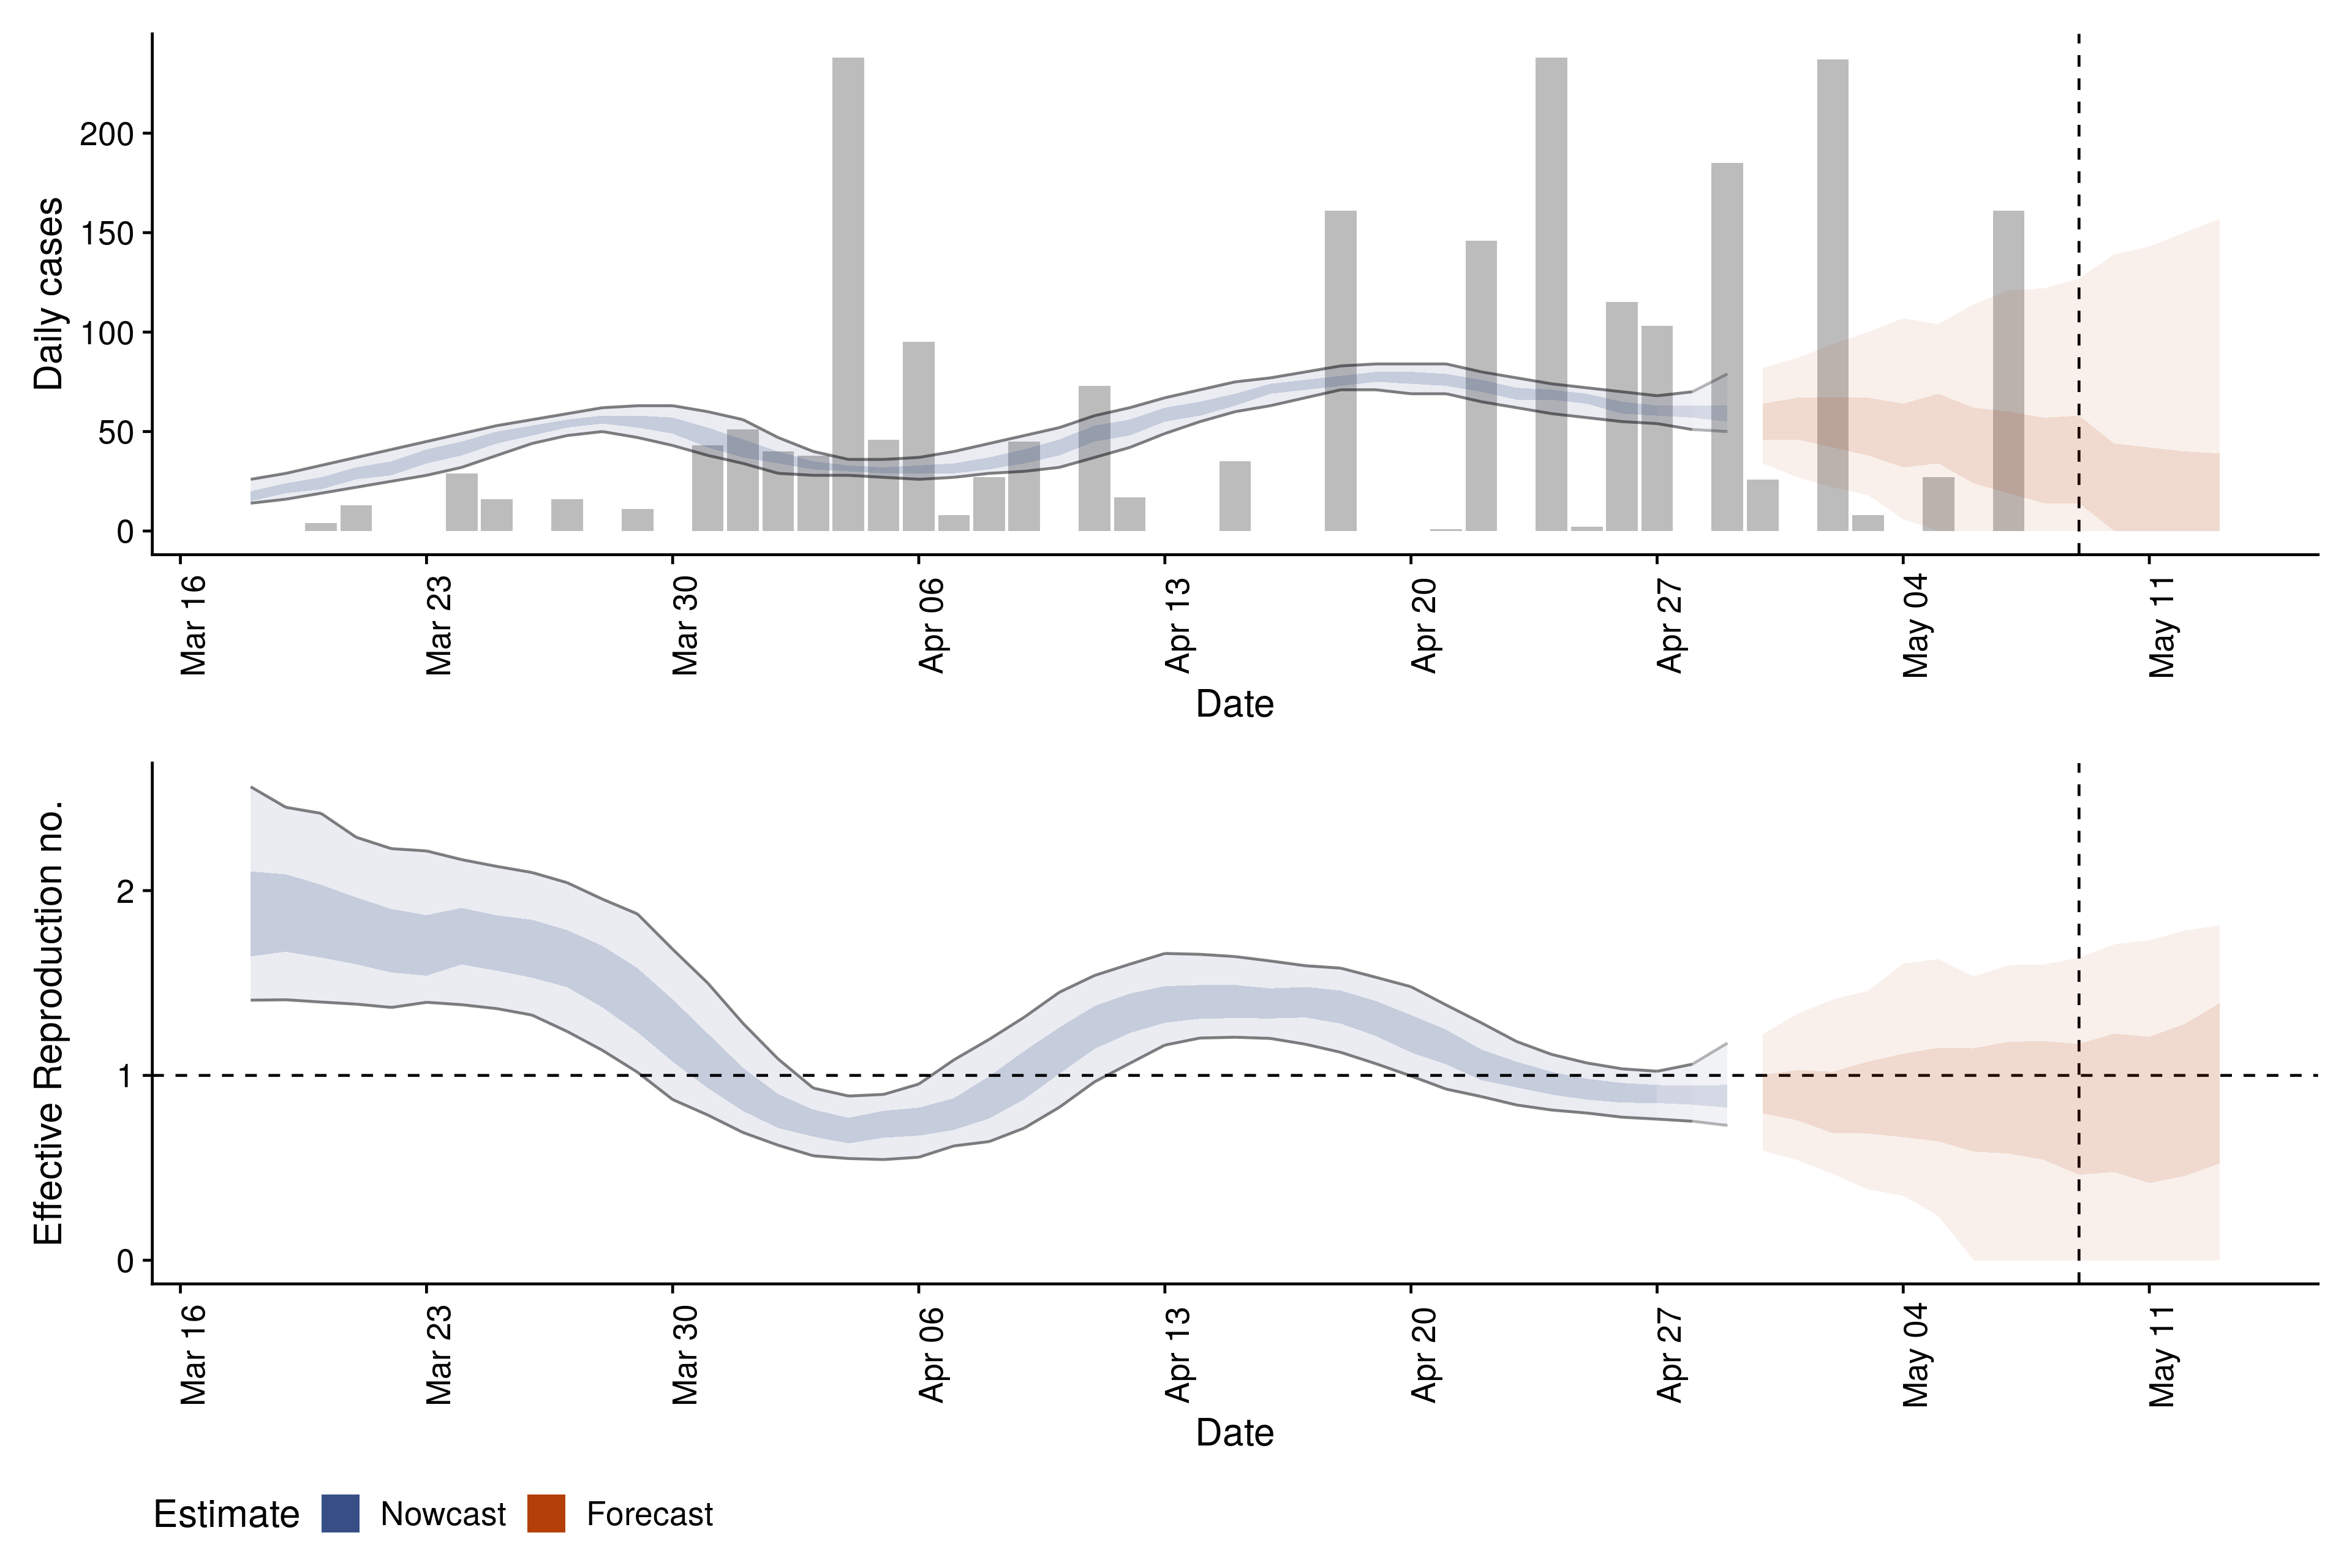 Daily cases
200
150
100
50
0
Mar 16
Mar 23
Mar 30
Apr 06
Apr 13
Apr 20
Apr 27
May 04
May 11
Date
Effective Reproduction no.
2
1
0
Mar 16
Mar 23
Mar 30
Apr 06
Apr 13
Apr 20
Apr 27
May 04
May 11
Date
Estimate Nowcast Forecast